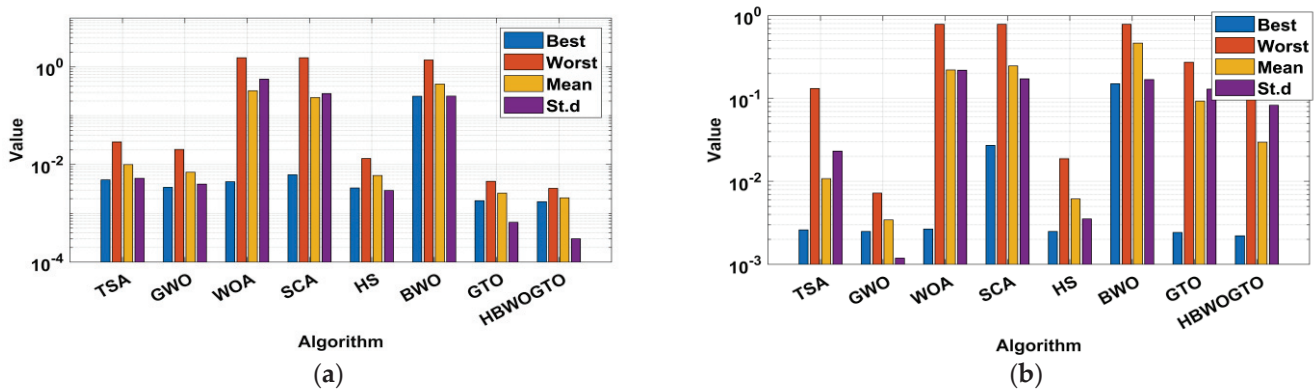 Best
Worst
Mean
St.d
10^0
10^-2
10^-4
Value
TSA
GWO
WOA
SCA
HS
BWO
GTO
HBWOGTO
Algorithm
(a)
Best
Worst
Mean
St.d
10^0
10^-1
10^-2
10^-3
Value
TSA
GWO
WOA
SCA
HS
BWO
GTO
HBWOGTO
Algorithm
(b)